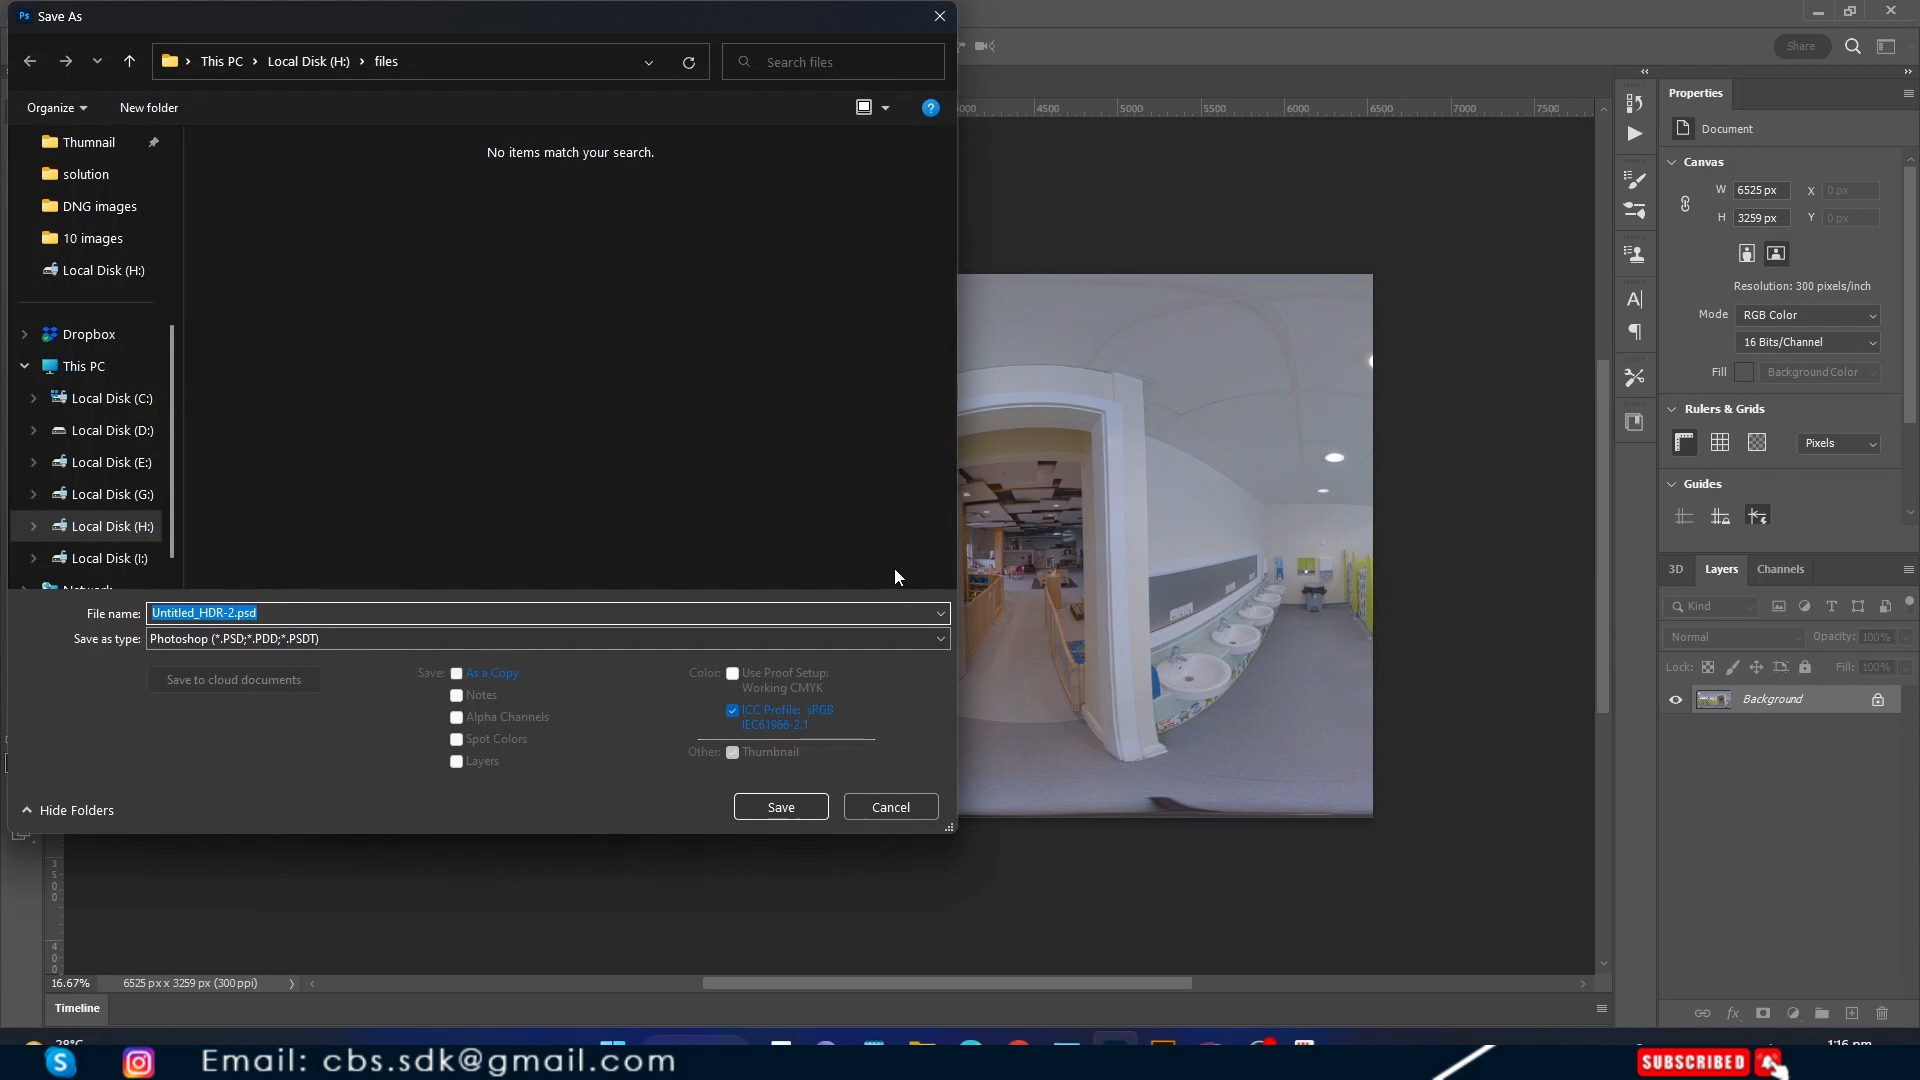 Ps Save As
This PC
Local Disk (H:)
files
Search files
Organize
New folder
Thumnail
solution
DNG images
10 images
Local Disk (H:)
Dropbox
This PC
Local Disk (C:)
Local Disk (D:)
Local Disk (E:)
Local Disk (G:)
Local Disk (H:)
Local Disk (I:)
No items match your search.
File name: Untitled_HDR-2.psd
Save as type: Photoshop (*.PSD;*.PDD;*.PSDT)
Save to cloud documents
Save: As a Copy
Notes
Alpha Channels
Spot Colors
Layers
Color: Use Proof Setup:
Working CMYK
ICC Profile: sRGB
IEC61966-2.1
Other: Thumbnail
Hide Folders
Save
Cancel
4500 5000 5500 6000 6500 7000 7500
Share
Properties
Document
Canvas
W 6525 px X 0 px
H 3259 px Y 0 px
Resolution: 300 pixels/inch
Mode RGB Color
16 Bits/Channel
Fill Background Color
Rulers & Grids
Pixels
Guides
3D Layers Channels
Kind
Normal Opacity: 100%
Lock: Fill: 100%
Background
16.67% 6525 px x 3259 px (300 ppi)
Timeline
28°C
1:16 pm
Email: cbs.sdk@gmail.com
SUBSCRIBED